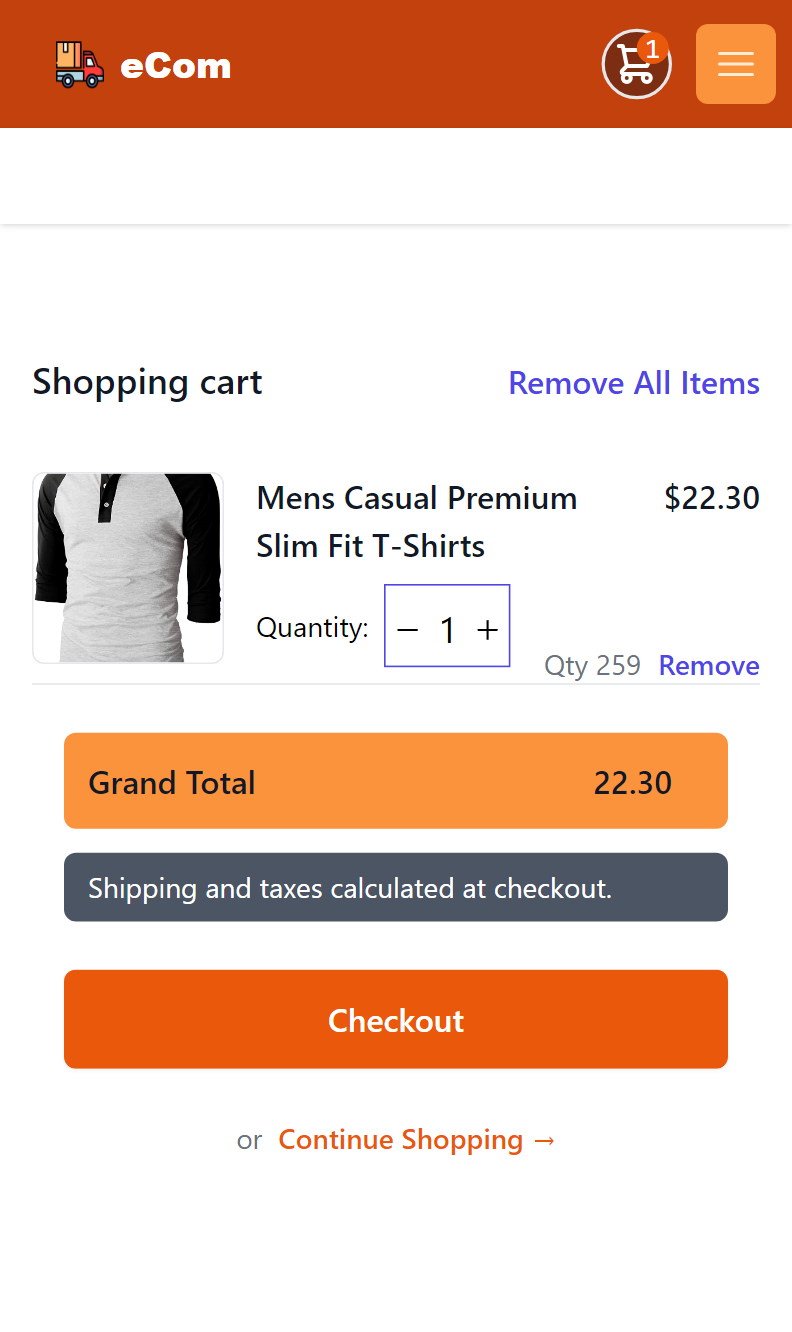 eCom
1
Shopping cart
Remove All Items
Mens Casual Premium
Slim Fit T-Shirts
$22.30
Quantity:
− 1 +
Qty 259
Remove
Grand Total
22.30
Shipping and taxes calculated at checkout.
Checkout
or Continue Shopping →